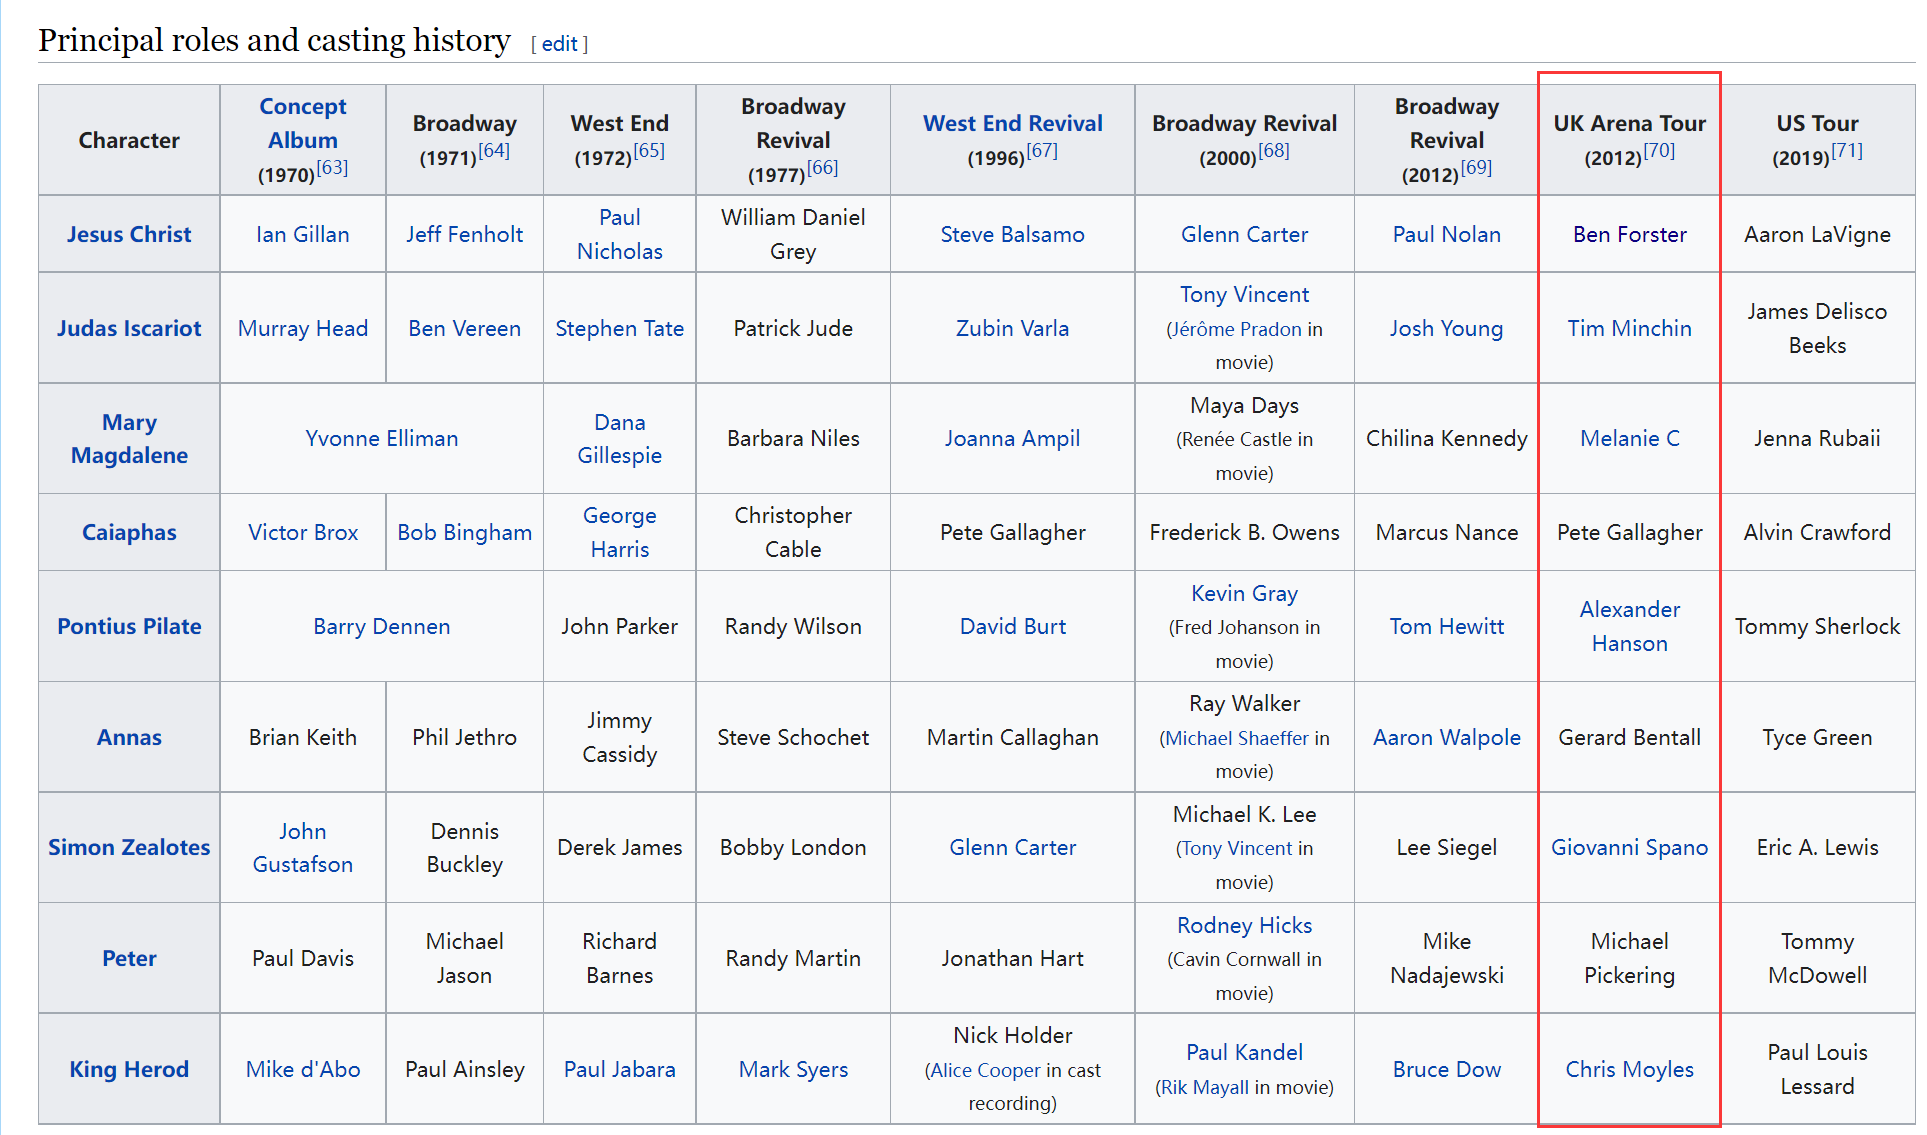 Principal roles and casting history [ edit ]
Character
Concept
Album
(1970)[63]
Broadway
(1971)[64]
West End
(1972)[65]
Broadway
Revival
(1977)[66]
West End Revival
(1996)[67]
Broadway Revival
(2000)[68]
Broadway
Revival
(2012)[69]
UK Arena Tour
(2012)[70]
US Tour
(2019)[71]
Jesus Christ
Ian Gillan
Jeff Fenholt
Paul
Nicholas
William Daniel
Grey
Steve Balsamo
Glenn Carter
Paul Nolan
Ben Forster
Aaron LaVigne
Judas Iscariot
Murray Head
Ben Vereen
Stephen Tate
Patrick Jude
Zubin Varla
Tony Vincent
(Jérôme Pradon in
movie)
Josh Young
Tim Minchin
James Delisco
Beeks
Mary
Magdalene
Yvonne Elliman
Dana
Gillespie
Barbara Niles
Joanna Ampil
Maya Days
(Renée Castle in
movie)
Chilina Kennedy
Melanie C
Jenna Rubaii
Caiaphas
Victor Brox
Bob Bingham
George
Harris
Christopher
Cable
Pete Gallagher
Frederick B. Owens
Marcus Nance
Pete Gallagher
Alvin Crawford
Pontius Pilate
Barry Dennen
John Parker
Randy Wilson
David Burt
Kevin Gray
(Fred Johanson in
movie)
Tom Hewitt
Alexander
Hanson
Tommy Sherlock
Annas
Brian Keith
Phil Jethro
Jimmy
Cassidy
Steve Schochet
Martin Callaghan
Ray Walker
(Michael Shaeffer in
movie)
Aaron Walpole
Gerard Bentall
Tyce Green
Simon Zealotes
John
Gustafson
Dennis
Buckley
Derek James
Bobby London
Glenn Carter
Michael K. Lee
(Tony Vincent in
movie)
Lee Siegel
Giovanni Spano
Eric A. Lewis
Peter
Paul Davis
Michael
Jason
Richard
Barnes
Randy Martin
Jonathan Hart
Rodney Hicks
(Cavin Cornwall in
movie)
Mike
Nadajewski
Michael
Pickering
Tommy
McDowell
King Herod
Mike d'Abo
Paul Ainsley
Paul Jabara
Mark Syers
Nick Holder
(Alice Cooper in cast
recording)
Paul Kandel
(Rik Mayall in movie)
Bruce Dow
Chris Moyles
Paul Louis
Lessard